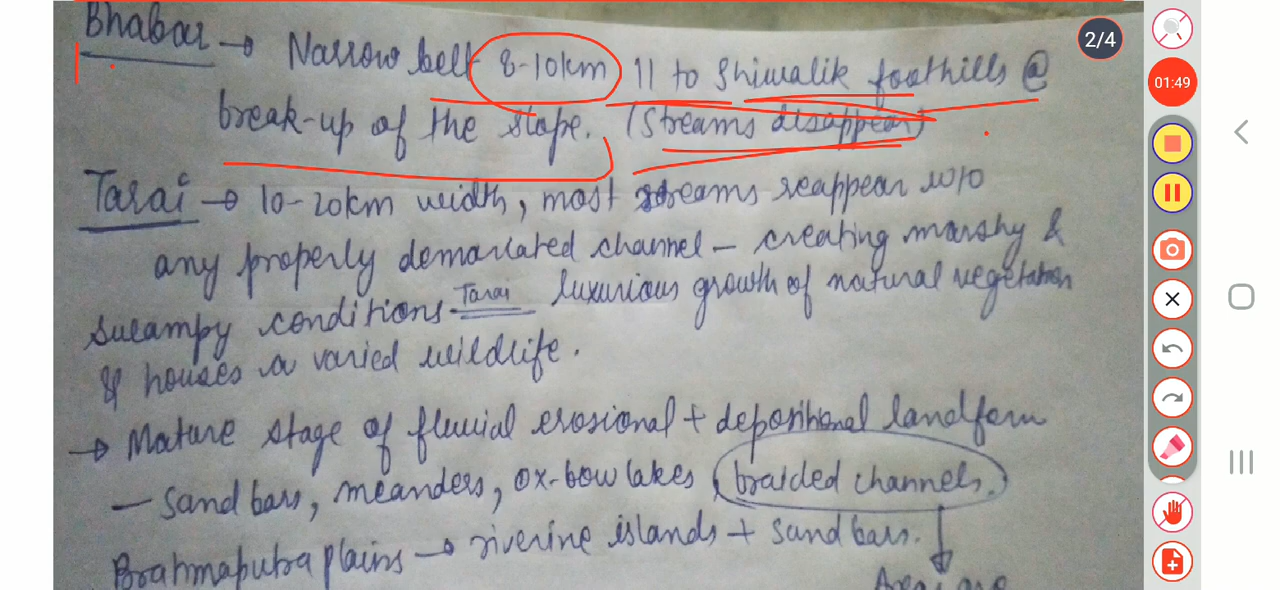 2/4
01:49
Bhabar → Narrow belt 8-10km || to Shiwalik foothills @
break-up of the slope. (Streams disappear)
Tarai → 10-20km width, most streams reappear w/o
any properly demarcated channel – creating marshy &
swampy conditions Tarai luxurious growth of natural vegetation
& houses a varied wildlife.
→ Mature stage of fluvial erosional + depositional landform
– Sand bars, meanders, ox-bow lakes, braided channels.
Brahmaputra plains → riverine islands + sand bars.
Areas are